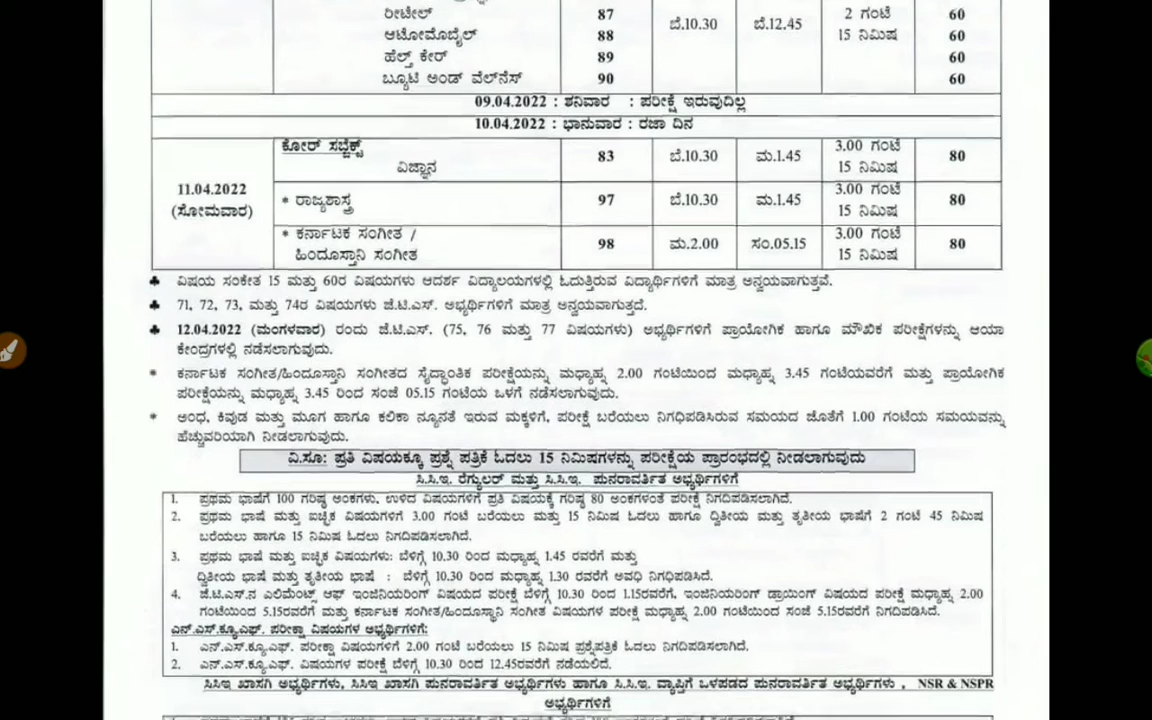 ರೀಟೇಲ್ 87 ಬೆ.10.30 ಬೆ.12.45 2 ಗಂಟೆ 60
ಆಟೋಮೊಬೈಲ್ 88 15 ನಿಮಿಷ 60
ಹೆಲ್ತ್ ಕೇರ್ 89 60
ಬ್ಯೂಟಿ ಅಂಡ್ ವೆಲ್‌ನೆಸ್ 90 60
09.04.2022 : ಶನಿವಾರ : ಪರೀಕ್ಷೆ ಇರುವುದಿಲ್ಲ
10.04.2022 : ಭಾನುವಾರ : ರಜಾ ದಿನ
11.04.2022
(ಸೋಮವಾರ)
ಕೋರ್ ಸಬ್ಜೆಕ್ಟ್
ವಿಜ್ಞಾನ 83 ಬೆ.10.30 ಮ.1.45 3.00 ಗಂಟೆ 15 ನಿಮಿಷ 80
* ರಾಜ್ಯಶಾಸ್ತ್ರ 97 ಬೆ.10.30 ಮ.1.45 3.00 ಗಂಟೆ 15 ನಿಮಿಷ 80
* ಕರ್ನಾಟಕ ಸಂಗೀತ /
ಹಿಂದೂಸ್ತಾನಿ ಸಂಗೀತ 98 ಮ.2.00 ಸಂ.05.15 3.00 ಗಂಟೆ 15 ನಿಮಿಷ 80
♣ ವಿಷಯ ಸಂಕೇತ 15 ಮತ್ತು 60ರ ವಿಷಯಗಳು ಆದರ್ಶ ವಿದ್ಯಾಲಯಗಳಲ್ಲಿ ಓದುತ್ತಿರುವ ವಿದ್ಯಾರ್ಥಿಗಳಿಗೆ ಮಾತ್ರ ಅನ್ವಯವಾಗುತ್ತವೆ.
♣ 71, 72, 73, ಮತ್ತು 74ರ ವಿಷಯಗಳು ಜೆ.ಟಿ.ಎಸ್. ಅಭ್ಯರ್ಥಿಗಳಿಗೆ ಮಾತ್ರ ಅನ್ವಯವಾಗುತ್ತದೆ.
♣ 12.04.2022 (ಮಂಗಳವಾರ) ರಂದು ಜೆ.ಟಿ.ಎಸ್. (75, 76 ಮತ್ತು 77 ವಿಷಯಗಳು) ಅಭ್ಯರ್ಥಿಗಳಿಗೆ ಪ್ರಾಯೋಗಿಕ ಹಾಗೂ ಮೌಖಿಕ ಪರೀಕ್ಷೆಗಳನ್ನು ಆಯಾ
ಕೇಂದ್ರಗಳಲ್ಲಿ ನಡೆಸಲಾಗುವುದು.
* ಕರ್ನಾಟಕ ಸಂಗೀತ/ಹಿಂದೂಸ್ತಾನಿ ಸಂಗೀತದ ಸೈದ್ಧಾಂತಿಕ ಪರೀಕ್ಷೆಯನ್ನು ಮಧ್ಯಾಹ್ನ 2.00 ಗಂಟೆಯಿಂದ ಮಧ್ಯಾಹ್ನ 3.45 ಗಂಟೆಯವರೆಗೆ ಮತ್ತು ಪ್ರಾಯೋಗಿಕ
ಪರೀಕ್ಷೆಯನ್ನು ಮಧ್ಯಾಹ್ನ 3.45 ರಿಂದ ಸಂಜೆ 05.15 ಗಂಟೆಯ ಒಳಗೆ ನಡೆಸಲಾಗುವುದು.
* ಅಂಧ, ಕಿವುಡ ಮತ್ತು ಮೂಗ ಹಾಗೂ ಕಲಿಕಾ ನ್ಯೂನತೆ ಇರುವ ಮಕ್ಕಳಿಗೆ, ಪರೀಕ್ಷೆ ಬರೆಯಲು ನಿಗಧಿಪಡಿಸಿರುವ ಸಮಯದ ಜೊತೆಗೆ 1.00 ಗಂಟೆಯ ಸಮಯವನ್ನು
ಹೆಚ್ಚುವರಿಯಾಗಿ ನೀಡಲಾಗುವುದು.
ವಿ.ಸೂ: ಪ್ರತಿ ವಿಷಯಕ್ಕೂ ಪ್ರಶ್ನೆ ಪತ್ರಿಕೆ ಓದಲು 15 ನಿಮಿಷಗಳನ್ನು ಪರೀಕ್ಷೆಯ ಪ್ರಾರಂಭದಲ್ಲಿ ನೀಡಲಾಗುವುದು
ಸಿ.ಸಿ.ಇ. ರೆಗ್ಯುಲರ್ ಮತ್ತು ಸಿ.ಸಿ.ಇ. ಪುನರಾವರ್ತಿತ ಅಭ್ಯರ್ಥಿಗಳಿಗೆ
1. ಪ್ರಥಮ ಭಾಷೆಗೆ 100 ಗರಿಷ್ಠ ಅಂಕಗಳು, ಉಳಿದ ವಿಷಯಗಳಿಗೆ ಪ್ರತಿ ವಿಷಯಕ್ಕೆ ಗರಿಷ್ಠ 80 ಅಂಕಗಳಂತೆ ಪರೀಕ್ಷೆ ನಿಗದಿಪಡಿಸಲಾಗಿದೆ.
2. ಪ್ರಥಮ ಭಾಷೆ ಮತ್ತು ಐಚ್ಛಿಕ ವಿಷಯಗಳಿಗೆ 3.00 ಗಂಟೆ ಬರೆಯಲು ಮತ್ತು 15 ನಿಮಿಷ ಓದಲು ಹಾಗೂ ದ್ವಿತೀಯ ಮತ್ತು ತೃತೀಯ ಭಾಷೆಗೆ 2 ಗಂಟೆ 45 ನಿಮಿಷ
ಬರೆಯಲು ಹಾಗೂ 15 ನಿಮಿಷ ಓದಲು ನಿಗದಿಪಡಿಸಲಾಗಿದೆ.
3. ಪ್ರಥಮ ಭಾಷೆ ಮತ್ತು ಐಚ್ಛಿಕ ವಿಷಯಗಳು: ಬೆಳಿಗ್ಗೆ 10.30 ರಿಂದ ಮಧ್ಯಾಹ್ನ 1.45 ರವರೆಗೆ ಮತ್ತು
ದ್ವಿತೀಯ ಭಾಷೆ ಮತ್ತು ತೃತೀಯ ಭಾಷೆ : ಬೆಳಿಗ್ಗೆ 10.30 ರಿಂದ ಮಧ್ಯಾಹ್ನ 1.30 ರವರೆಗೆ ಅವಧಿ ನಿಗಧಿಪಡಿಸಿದೆ.
4. ಜೆ.ಟಿ.ಎಸ್.ನ ಎಲಿಮೆಂಟ್ಸ್ ಆಫ್ ಇಂಜಿನಿಯರಿಂಗ್ ವಿಷಯದ ಪರೀಕ್ಷೆ ಬೆಳಿಗ್ಗೆ 10.30 ರಿಂದ 1.15ರವರೆಗೆ, ಇಂಜಿನಿಯರಿಂಗ್ ಡ್ರಾಯಿಂಗ್ ವಿಷಯದ ಪರೀಕ್ಷೆ ಮಧ್ಯಾಹ್ನ 2.00
ಗಂಟೆಯಿಂದ 5.15ರವರೆಗೆ ಮತ್ತು ಕರ್ನಾಟಕ ಸಂಗೀತ/ಹಿಂದೂಸ್ಥಾನಿ ಸಂಗೀತ ವಿಷಯಗಳ ಪರೀಕ್ಷೆ ಮಧ್ಯಾಹ್ನ 2.00 ಗಂಟೆಯಿಂದ ಸಂಜೆ 5.15ರವರೆಗೆ ನಿಗದಿಪಡಿಸಿದೆ.
ಎನ್.ಎಸ್.ಕ್ಯೂ.ಎಫ್. ಪರೀಕ್ಷಾ ವಿಷಯಗಳ ಅಭ್ಯರ್ಥಿಗಳಿಗೆ:
1. ಎನ್.ಎಸ್.ಕ್ಯೂ.ಎಫ್. ಪರೀಕ್ಷಾ ವಿಷಯಗಳಿಗೆ 2.00 ಗಂಟೆ ಬರೆಯಲು 15 ನಿಮಿಷ ಪ್ರಶ್ನೆಪತ್ರಿಕೆ ಓದಲು ನಿಗದಿಪಡಿಸಲಾಗಿದೆ.
2. ಎನ್.ಎಸ್.ಕ್ಯೂ.ಎಫ್. ವಿಷಯಗಳ ಪರೀಕ್ಷೆ ಬೆಳಿಗ್ಗೆ 10.30 ರಿಂದ 12.45ರವರೆಗೆ ನಡೆಯಲಿದೆ.
ಸಿಸಿಇ ಖಾಸಗಿ ಅಭ್ಯರ್ಥಿಗಳು, ಸಿಸಿಇ ಖಾಸಗಿ ಪುನರಾವರ್ತಿತ ಅಭ್ಯರ್ಥಿಗಳು ಹಾಗೂ ಸಿ.ಸಿ.ಇ. ವ್ಯಾಪ್ತಿಗೆ ಒಳಪಡದ ಪುನರಾವರ್ತಿತ ಅಭ್ಯರ್ಥಿಗಳು , NSR & NSPR
ಅಭ್ಯರ್ಥಿಗಳಿಗೆ